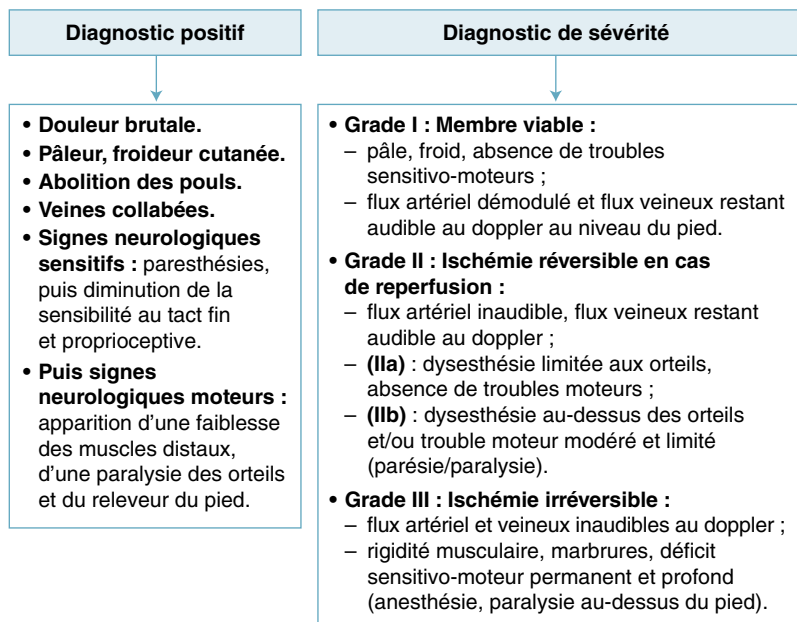 Diagnostic positif
• Douleur brutale.
• Pâleur, froideur cutanée.
• Abolition des pouls.
• Veines collabées.
• Signes neurologiques
sensitifs : paresthésies,
puis diminution de la
sensibilité au tact fin
et proprioceptive.
• Puis signes
neurologiques moteurs :
apparition d'une faiblesse
des muscles distaux,
d'une paralysie des orteils
et du releveur du pied.
Diagnostic de sévérité
• Grade I : Membre viable :
– pâle, froid, absence de troubles
sensitivo-moteurs ;
– flux artériel démodulé et flux veineux restant
audible au doppler au niveau du pied.
• Grade II : Ischémie réversible en cas
de reperfusion :
– flux artériel inaudible, flux veineux restant
audible au doppler ;
– (IIa) : dysesthésie limitée aux orteils,
absence de troubles moteurs ;
– (IIb) : dysesthésie au-dessus des orteils
et/ou trouble moteur modéré et limité
(parésie/paralysie).
• Grade III : Ischémie irréversible :
– flux artériel et veineux inaudibles au doppler ;
– rigidité musculaire, marbrures, déficit
sensitivo-moteur permanent et profond
(anesthésie, paralysie au-dessus du pied).